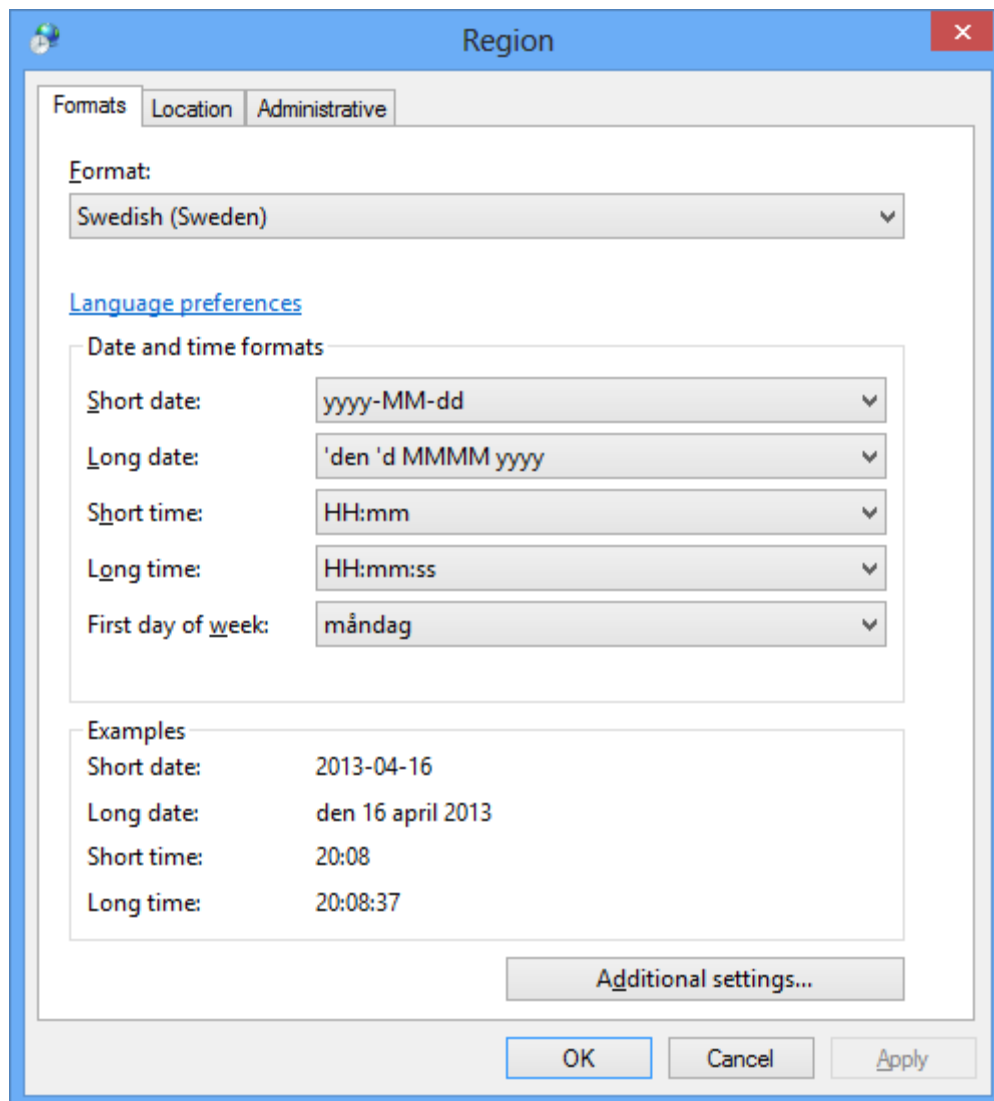 Region
Formats Location Administrative
Format:
Swedish (Sweden)
Language preferences
Date and time formats
Short date: yyyy-MM-dd
Long date: 'den 'd MMMM yyyy
Short time: HH:mm
Long time: HH:mm:ss
First day of week: måndag
Examples
Short date: 2013-04-16
Long date: den 16 april 2013
Short time: 20:08
Long time: 20:08:37
Additional settings...
OK Cancel Apply